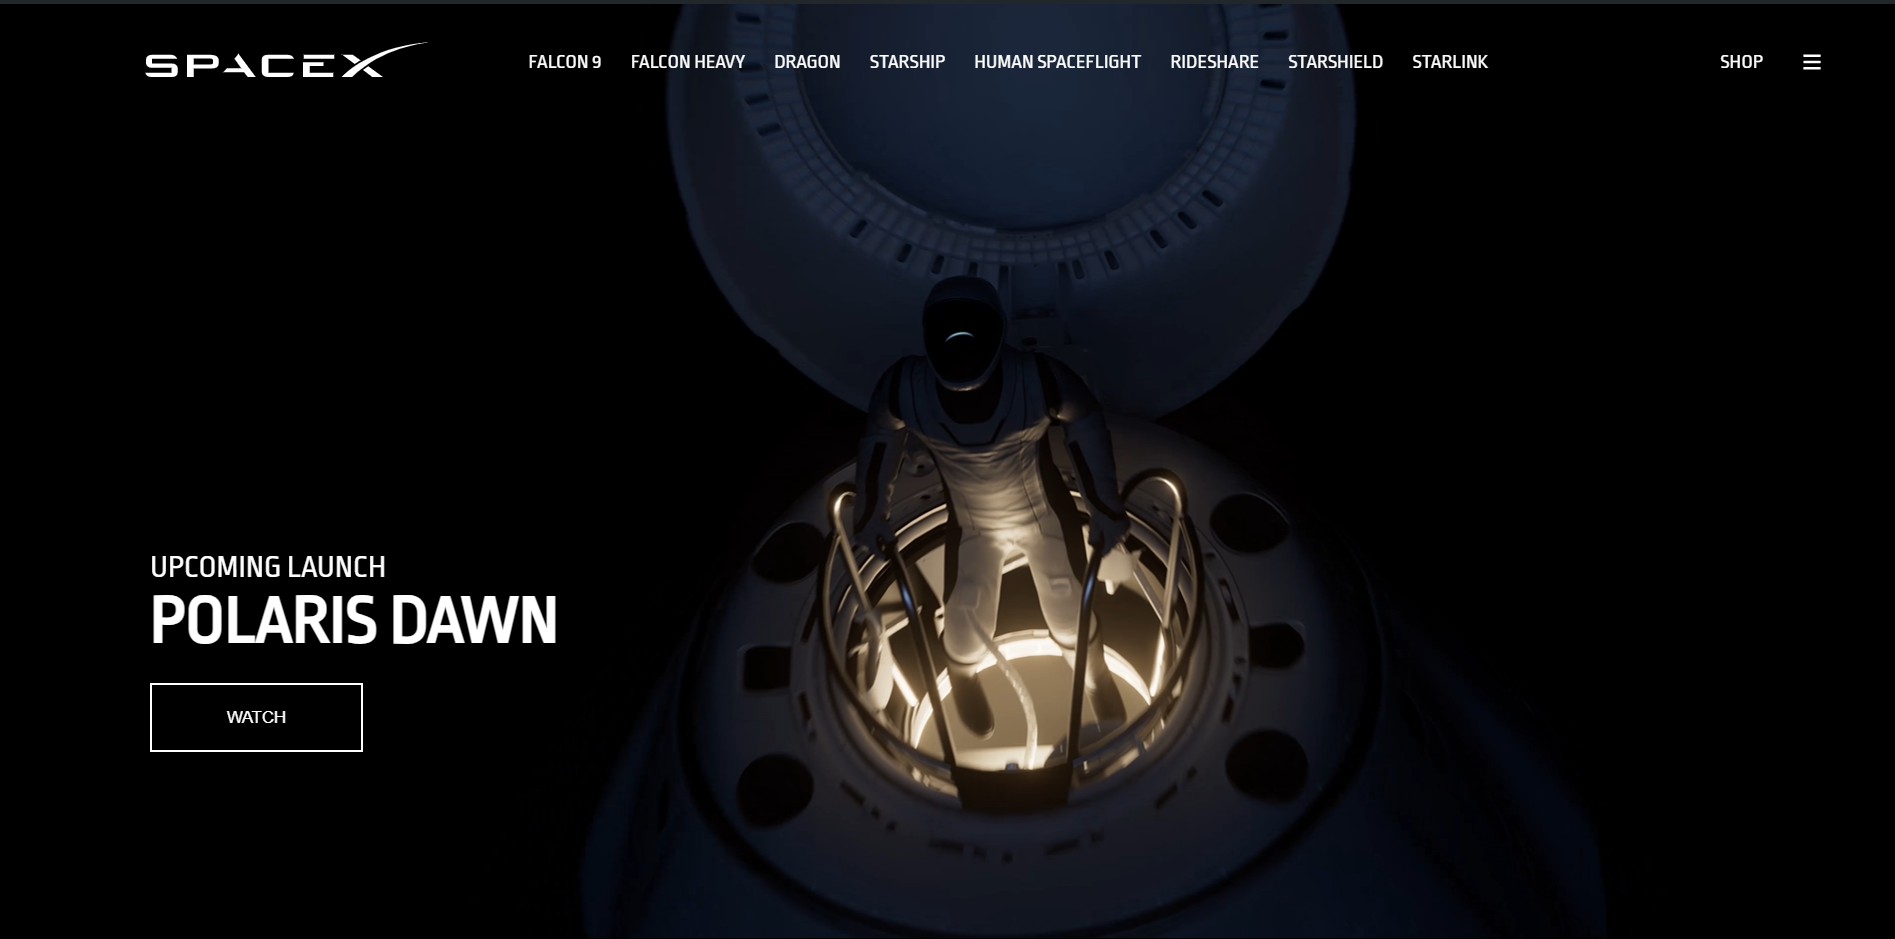 SPACEX
FALCON 9 FALCON HEAVY DRAGON STARSHIP HUMAN SPACEFLIGHT RIDESHARE STARSHIELD STARLINK SHOP
UPCOMING LAUNCH
POLARIS DAWN
WATCH